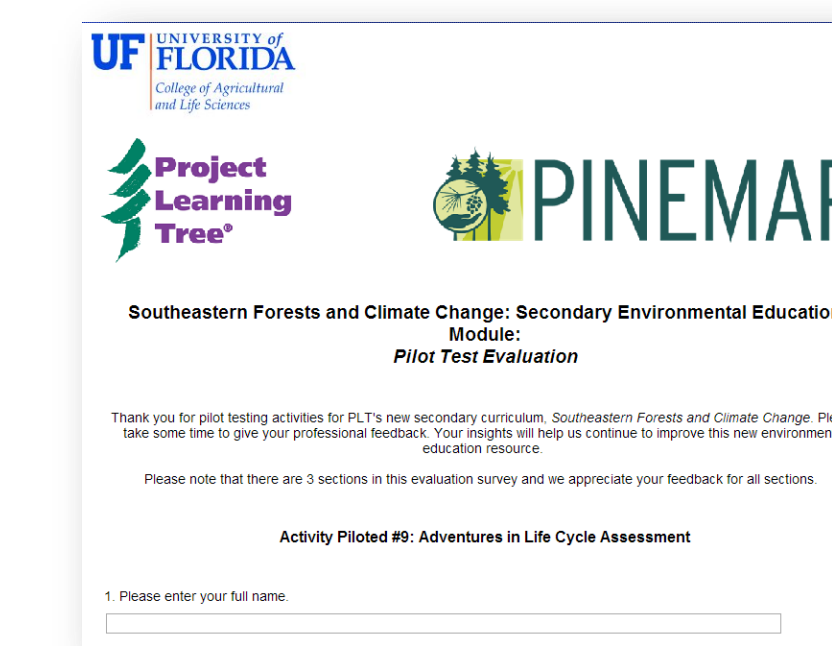 UF UNIVERSITY of
FLORIDA
College of Agricultural
and Life Sciences
Project
Learning
Tree®
PINEMA
Southeastern Forests and Climate Change: Secondary Environmental Educatio
Module:
Pilot Test Evaluation
Thank you for pilot testing activities for PLT's new secondary curriculum, Southeastern Forests and Climate Change. Ple
take some time to give your professional feedback. Your insights will help us continue to improve this new environmen
education resource.
Please note that there are 3 sections in this evaluation survey and we appreciate your feedback for all sections.
Activity Piloted #9: Adventures in Life Cycle Assessment
1. Please enter your full name.